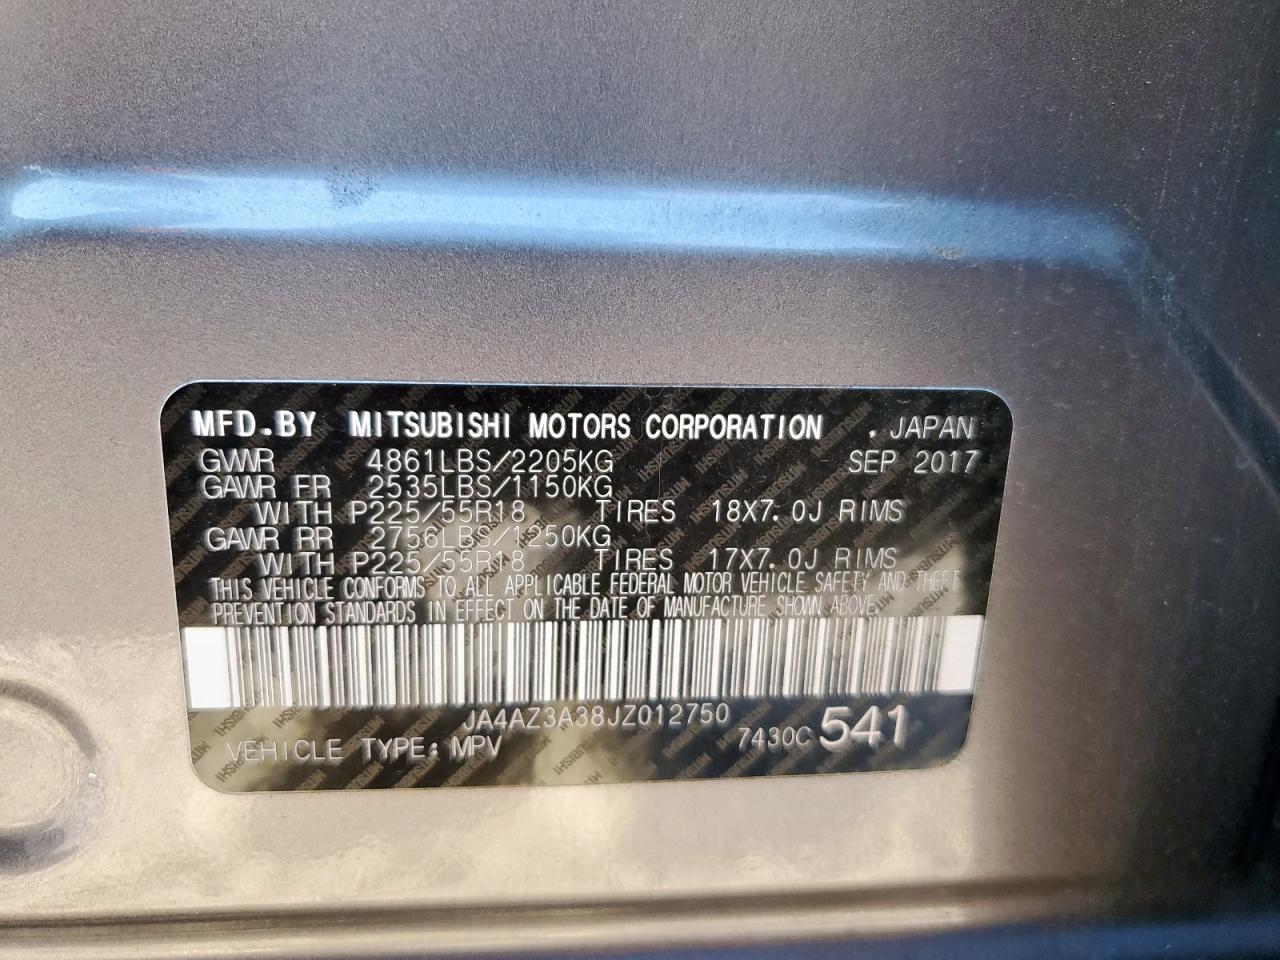 MFD.BY MITSUBISHI MOTORS CORPORATION . JAPAN
GVWR 4861LBS/2205KG SEP 2017
GAWR FR 2535LBS/1150KG
WITH P225/55R18 TIRES 18X7.0J RIMS
GAWR RR 2756LBS/1250KG
WITH P225/55R18 TIRES 17X7.0J RIMS
THIS VEHICLE CONFORMS TO ALL APPLICABLE FEDERAL MOTOR VEHICLE SAFETY AND THEFT
PREVENTION STANDARDS IN EFFECT ON THE DATE OF MANUFACTURE SHOWN ABOVE.
JA4AZ3A38JZ012750
VEHICLE TYPE: MPV 7430C 541